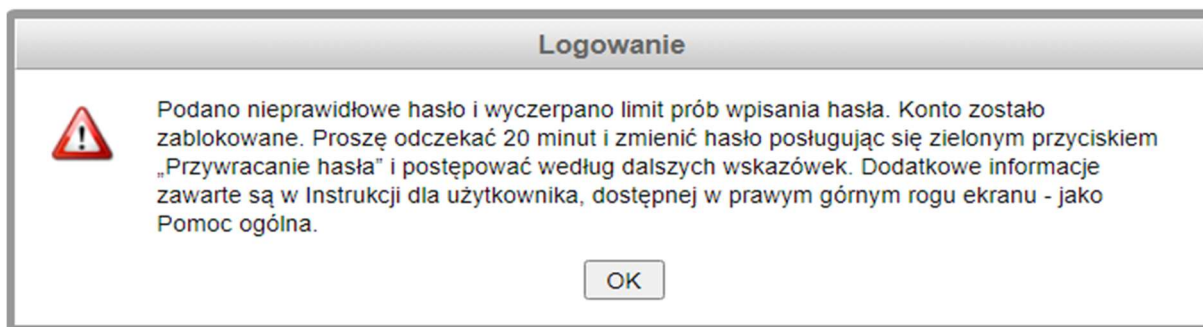 Logowanie
Podano nieprawidłowe hasło i wyczerpano limit prób wpisania hasła. Konto zostało
zablokowane. Proszę odczekać 20 minut i zmienić hasło posługując się zielonym przyciskiem
„Przywracanie hasła” i postępować według dalszych wskazówek. Dodatkowe informacje
zawarte są w Instrukcji dla użytkownika, dostępnej w prawym górnym rogu ekranu - jako
Pomoc ogólna.
OK